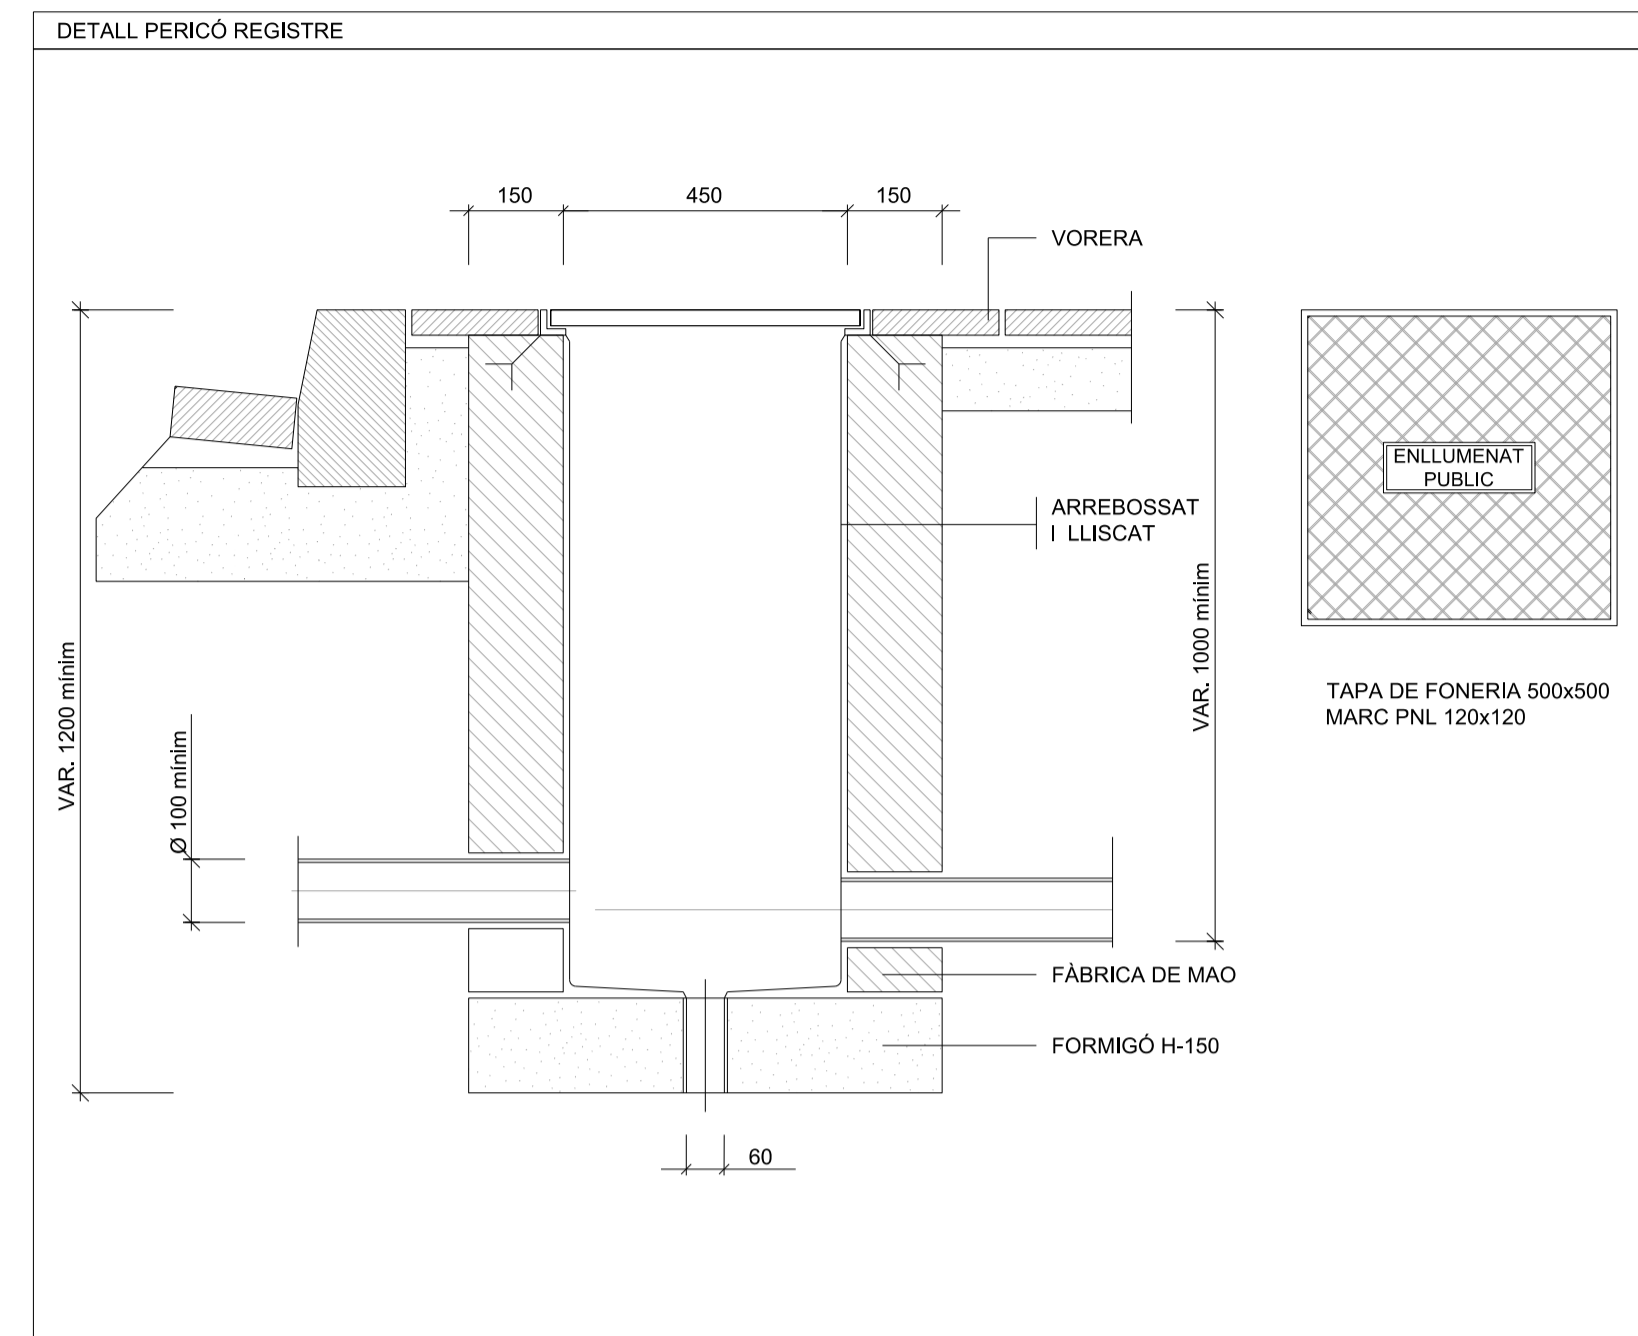 DETALL PERICÓ REGISTRE
150
450
150
VORERA
ENLLUMENAT
PUBLIC
ARREBOSSAT
I LLISCAT
VAR. 1200 mínim
Ø 100 mínim
VAR. 1000 mínim
TAPA DE FONERIA 500x500
MARC PNL 120x120
FÀBRICA DE MAO
FORMIGÓ H-150
60